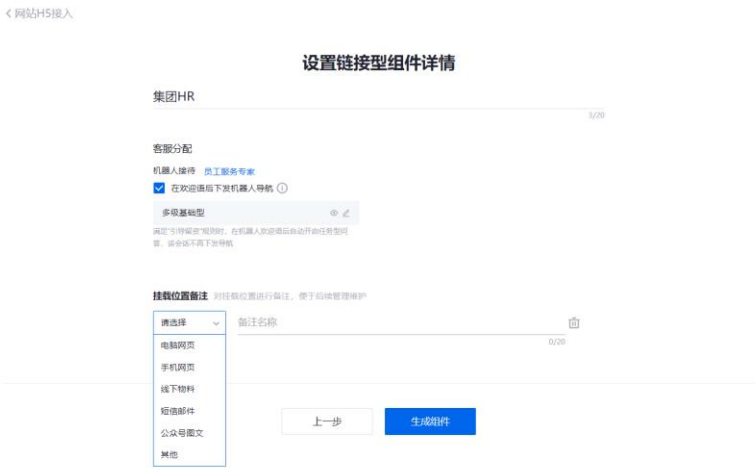 网站H5接入
设置链接型组件详情
集团HR
客服分配
机器人接待 员工服务专家
在欢迎语后下发机器人导航
多级基础型
满足"引导留资"规则时，在机器人欢迎语后自动开启任务型问
答，该会话不再下发导航
挂载位置备注 对挂载位置进行备注，便于后续管理维护
请选择 备注名称
0/20
电脑网页
手机网页
线下物料
短信邮件
公众号图文
其他
上一步 生成组件